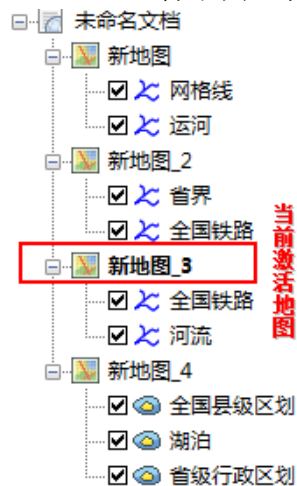 未命名文档
新地图
网格线
运河
新地图_2
省界
全国铁路
新地图_3
全国铁路
河流
新地图_4
全国县级区划
湖泊
省级行政区划
当前激活地图